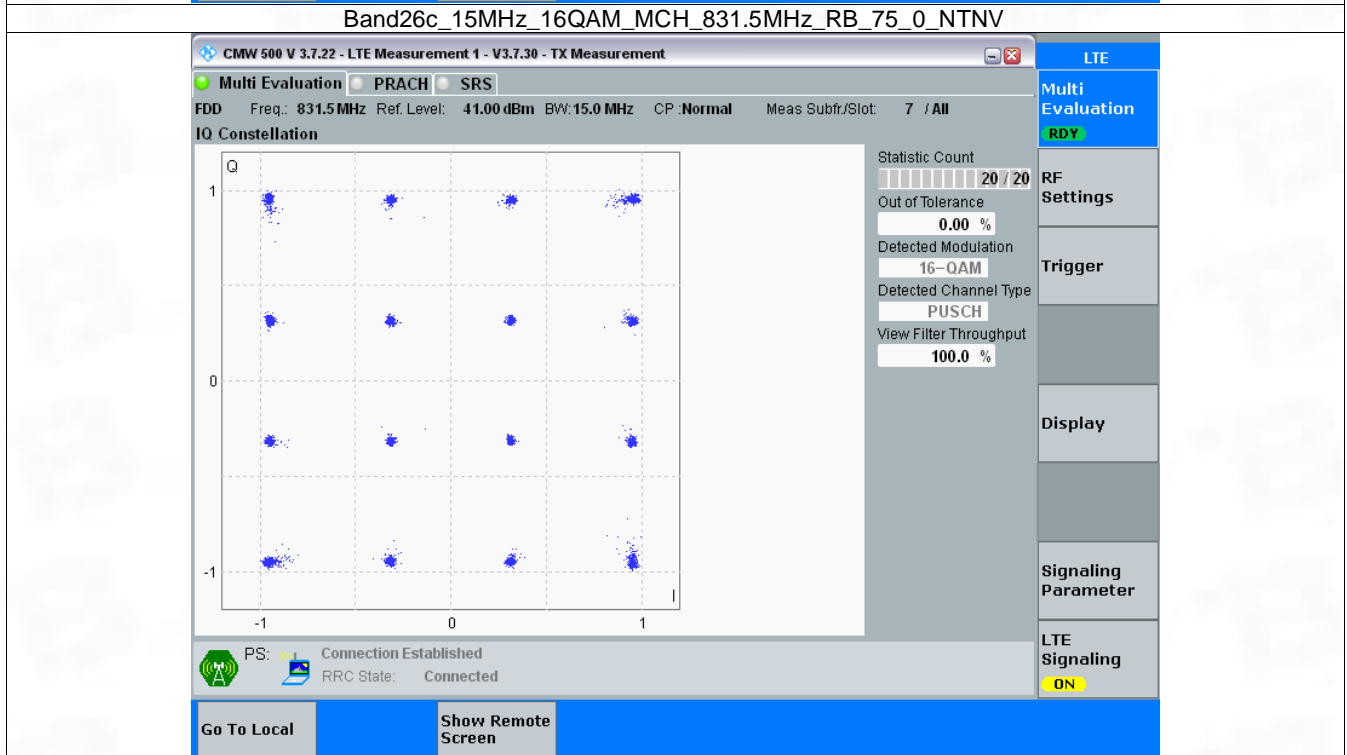 Band26c_15MHz_16QAM_MCH_831.5MHz_RB_75_0_NTNV
CMW 500 V 3.7.22 - LTE Measurement 1 - V3.7.30 - TX Measurement
LTE
Multi Evaluation PRACH SRS
FDD Freq.: 831.5 MHz Ref. Level: 41.00 dBm BW: 15.0 MHz CP :Normal Meas Subfr./Slot: 7 / All
IQ Constellation
Multi
Evaluation
RDY
Q
1
0
-1
-1 0 1
I
Statistic Count
20 / 20
Out of Tolerance
0.00 %
Detected Modulation
16-QAM
Detected Channel Type
PUSCH
View Filter Throughput
100.0 %
RF
Settings
Trigger
Display
Signaling
Parameter
LTE
Signaling
ON
PS: Connection Established
RRC State: Connected
Go To Local
Show Remote
Screen